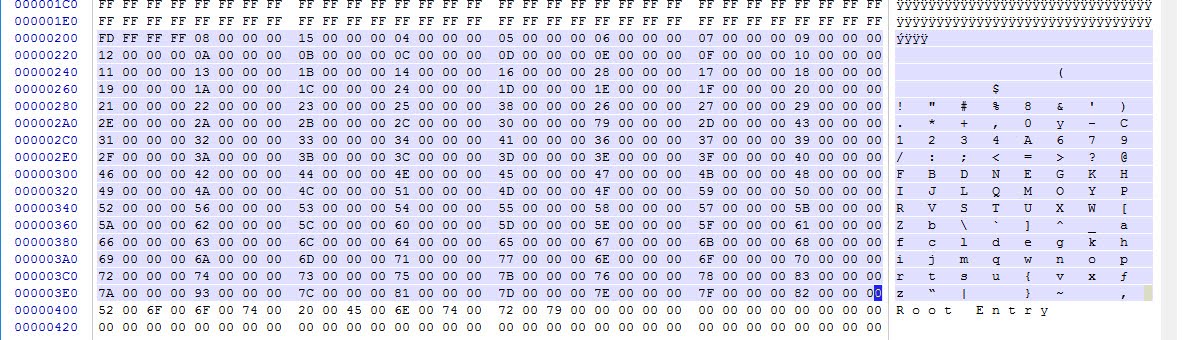 000001C0 FF FF FF FF FF FF FF FF FF FF FF FF FF FF FF FF FF FF FF FF FF FF FF FF FF FF FF FF FF FF FF FF ÿÿÿÿÿÿÿÿÿÿÿÿÿÿÿÿÿÿÿÿÿÿÿÿÿÿÿÿÿÿÿÿ
000001E0 FF FF FF FF FF FF FF FF FF FF FF FF FF FF FF FF FF FF FF FF FF FF FF FF FF FF FF FF FF FF FF FF ÿÿÿÿÿÿÿÿÿÿÿÿÿÿÿÿÿÿÿÿÿÿÿÿÿÿÿÿÿÿÿÿ
00000200 FD FF FF FF 08 00 00 00 15 00 00 00 04 00 00 00 05 00 00 00 06 00 00 00 07 00 00 00 09 00 00 00 ýÿÿÿ
00000220 12 00 00 00 0A 00 00 00 0B 00 00 00 0C 00 00 00 0D 00 00 00 0E 00 00 00 0F 00 00 00 10 00 00 00
00000240 11 00 00 00 13 00 00 00 1B 00 00 00 14 00 00 00 16 00 00 00 28 00 00 00 17 00 00 00 18 00 00 00 (
00000260 19 00 00 00 1A 00 00 00 1C 00 00 00 24 00 00 00 1D 00 00 00 1E 00 00 00 1F 00 00 00 20 00 00 00 $
00000280 21 00 00 00 22 00 00 00 23 00 00 00 25 00 00 00 38 00 00 00 26 00 00 00 27 00 00 00 29 00 00 00 ! " # % 8 & ' )
000002A0 2E 00 00 00 2A 00 00 00 2B 00 00 00 2C 00 00 00 30 00 00 00 79 00 00 00 2D 00 00 00 43 00 00 00 . * + , 0 y - C
000002C0 31 00 00 00 32 00 00 00 33 00 00 00 34 00 00 00 41 00 00 00 36 00 00 00 37 00 00 00 39 00 00 00 1 2 3 4 A 6 7 9
000002E0 2F 00 00 00 3A 00 00 00 3B 00 00 00 3C 00 00 00 3D 00 00 00 3E 00 00 00 3F 00 00 00 40 00 00 00 / : ; < = > ? @
00000300 46 00 00 00 42 00 00 00 44 00 00 00 4E 00 00 00 45 00 00 00 47 00 00 00 4B 00 00 00 48 00 00 00 F B D N E G K H
00000320 49 00 00 00 4A 00 00 00 4C 00 00 00 51 00 00 00 4D 00 00 00 4F 00 00 00 59 00 00 00 50 00 00 00 I J L Q M O Y P
00000340 52 00 00 00 56 00 00 00 53 00 00 00 54 00 00 00 55 00 00 00 58 00 00 00 57 00 00 00 5B 00 00 00 R V S T U X W [
00000360 5A 00 00 00 62 00 00 00 5C 00 00 00 60 00 00 00 5D 00 00 00 5E 00 00 00 5F 00 00 00 61 00 00 00 Z b \ ` ] ^ _ a
00000380 66 00 00 00 63 00 00 00 6C 00 00 00 64 00 00 00 65 00 00 00 67 00 00 00 6B 00 00 00 68 00 00 00 f c l d e g k h
000003A0 69 00 00 00 6A 00 00 00 6D 00 00 00 71 00 00 00 77 00 00 00 6E 00 00 00 6F 00 00 00 70 00 00 00 i j m q w n o p
000003C0 72 00 00 00 74 00 00 00 73 00 00 00 75 00 00 00 7B 00 00 00 76 00 00 00 78 00 00 00 83 00 00 00 r t s u { v x ƒ
000003E0 7A 00 00 00 93 00 00 00 7C 00 00 00 81 00 00 00 7D 00 00 00 7E 00 00 00 7F 00 00 00 82 00 00 00 z “ | } ~ ‚
00000400 52 00 6F 00 6F 00 74 00 20 00 45 00 6E 00 74 00 72 00 79 00 00 00 00 00 00 00 00 00 00 00 00 00 R o o t E n t r y
00000420 00 00 00 00 00 00 00 00 00 00 00 00 00 00 00 00 00 00 00 00 00 00 00 00 00 00 00 00 00 00 00 00